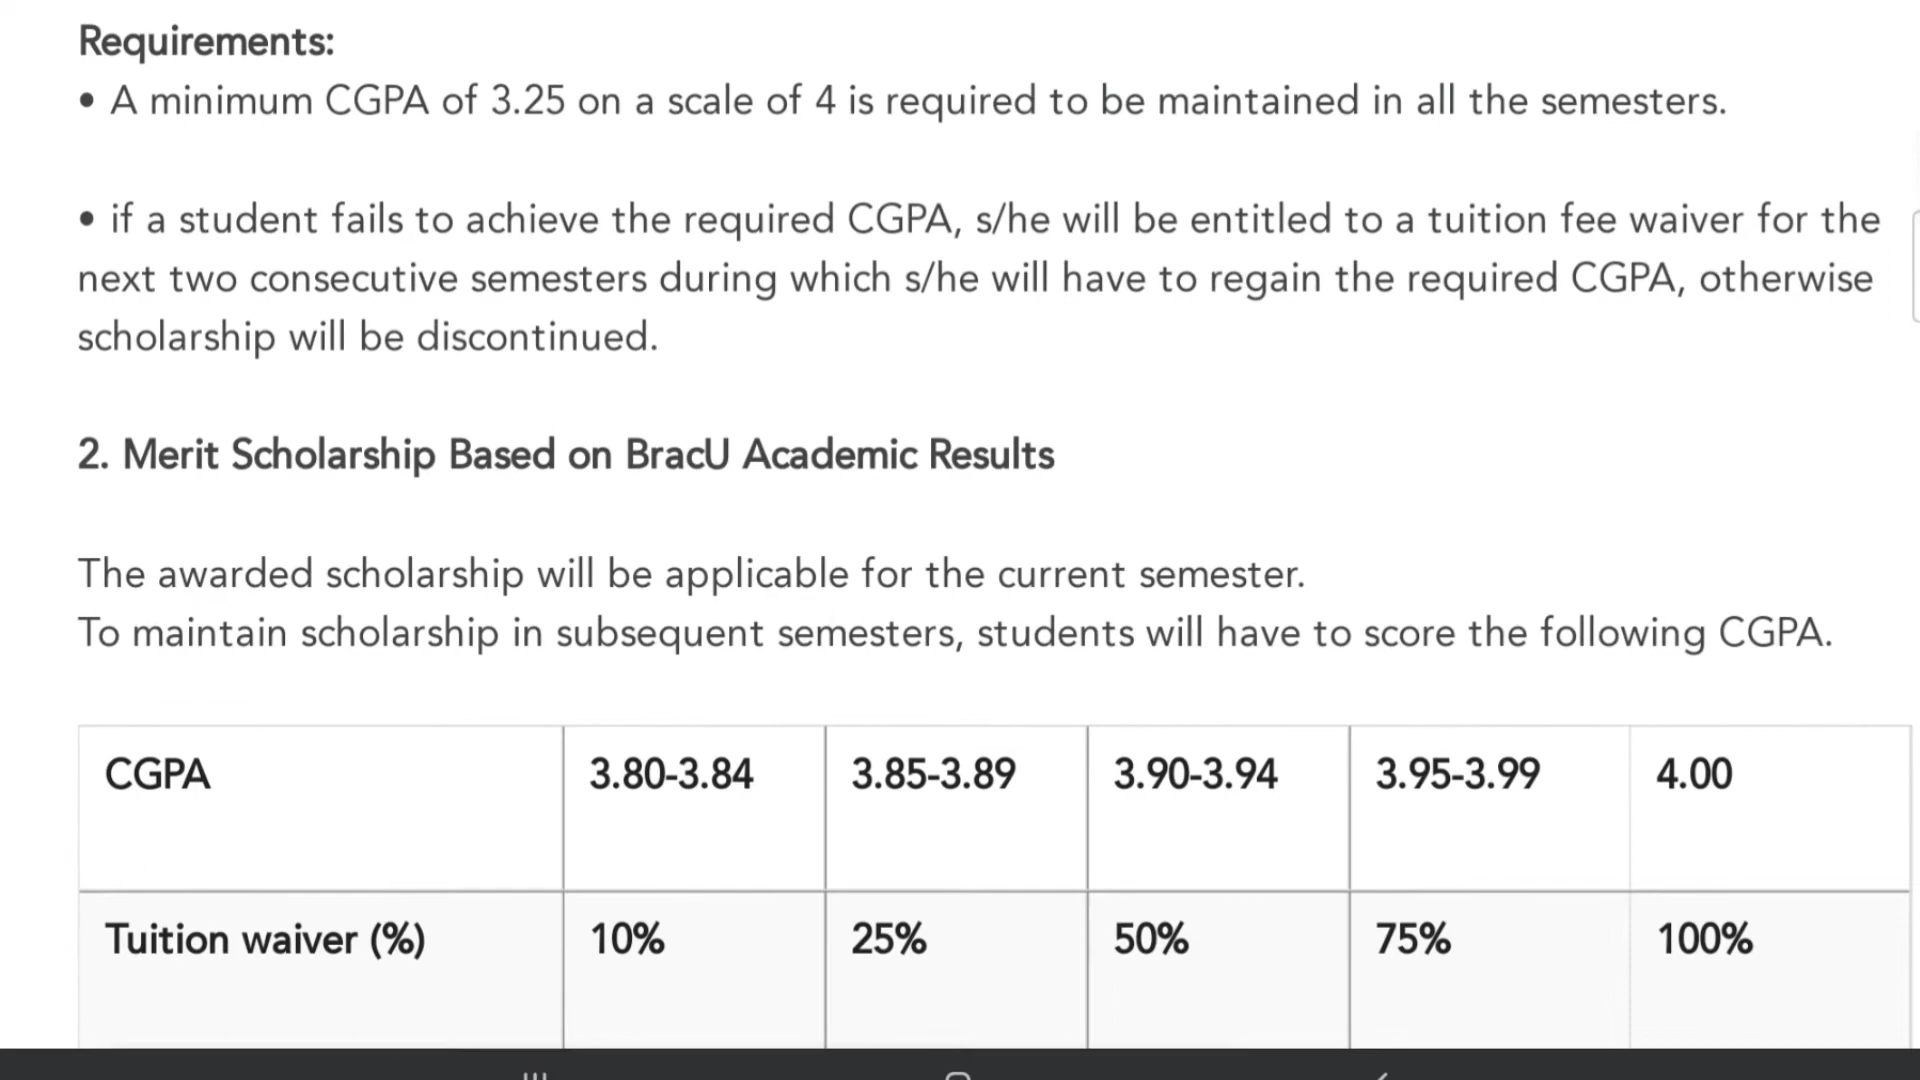 Requirements:
• A minimum CGPA of 3.25 on a scale of 4 is required to be maintained in all the semesters.
• if a student fails to achieve the required CGPA, s/he will be entitled to a tuition fee waiver for the
next two consecutive semesters during which s/he will have to regain the required CGPA, otherwise
scholarship will be discontinued.
2. Merit Scholarship Based on BracU Academic Results
The awarded scholarship will be applicable for the current semester.
To maintain scholarship in subsequent semesters, students will have to score the following CGPA.
CGPA 3.80-3.84 3.85-3.89 3.90-3.94 3.95-3.99 4.00
Tuition waiver (%) 10% 25% 50% 75% 100%